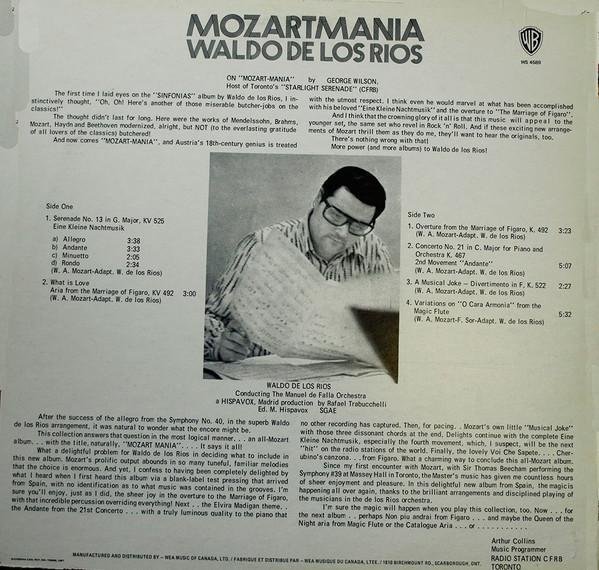 MOZARTMANIA
WALDO DE LOS RIOS
WB
WS 4589
ON "MOZART-MANIA" by GEORGE WILSON,
Host of Toronto's "STARLIGHT SERENADE" (CFRB)
The first time I laid eyes on the "SINFONIAS" album by Waldo de los Rios, I in-
stinctively thought, "Oh, Oh! Here's another of those miserable butcher-jobs on the
classics!"
The thought didn't last for long. Here were the works of Mendelssohn, Brahms,
Mozart, Haydn and Beethoven modernized, alright, but NOT (to the everlasting gratitude
of all lovers of the classics) butchered!
And now comes "MOZART-MANIA", and Austria's 18th-century genius is treated
with the utmost respect. I think even he would marvel at what has been accomplished
with his beloved "Eine Kleine Nachtmusik" and the overture to "The Marriage of Figaro".
And I think that the crowning glory of it all is that this music will appeal to the
younger set, the same set who revel in Rock 'n' Roll. And if these exciting new arrange-
ments of Mozart thrill them as they do me, they'll want to hear the originals, too.
There's nothing wrong with that!
More power (and more albums) to Waldo de los Rios!
Side One
1. Serenade No. 13 in G. Major, KV 525
Eine Kleine Nachtmusik
a) Allegro 3:38
b) Andante 3:33
c) Minuetto 2:05
d) Rondo 2:34
(W. A. Mozart-Adapt. W. de los Rios)
2. What is Love
Aria from the Marriage of Figaro, KV 492 3:00
(W. A. Mozart-Adapt. W. de los Rios)
Side Two
1. Overture from the Marriage of Figaro, K. 492 3:23
(W. A. Mozart-Adapt. W. de los Rios)
2. Concerto No. 21 in C. Major for Piano and
Orchestra K. 467
2nd Movement "Andante" 5:07
(W. A. Mozart-Adapt. W. de los Rios)
3. A Musical Joke – Divertimento in F, K. 522 2:27
(W. A. Mozart-Adapt. W. de los Rios)
4. Variations on "O Cara Armonia" from the
Magic Flute 5:32
(W. A. Mozart-F. Sor-Adapt. W. de los Rios)
WALDO DE LOS RIOS
Conducting The Manuel de Falla Orchestra
a HISPAVOX, Madrid production by Rafael Trabucchelli
Ed. M. Hispavox SGAE
After the success of the allegro from the Symphony No. 40, in the superb Waldo
de los Rios arrangement, it was natural to wonder what the encore might be.
This collection answers that question in the most logical manner. . . an all-Mozart
album. . . with the title, naturally, "MOZART MANIA". . . . It says it all!
What a delightful problem for Waldo de los Rios in deciding what to include in
this new album. Mozart's prolific output abounds in so many tuneful, familiar melodies
that the choice is enormous. And yet, I confess to having been completely delighted by
what I heard when I first heard this album via a blank-label test pressing that arrived
from Spain, with no identification as to what music was contained in the grooves. I'm
sure you'll enjoy, just as I did, the sheer joy in the overture to the Marriage of Figaro,
with that incredible percussion overriding everything! Next . . the Elvira Madigan theme. .
the Andante from the 21st Concerto . . . with a truly luminous quality to the piano that
no other recording has captured. Then, for pacing. . Mozart's own little "Musical Joke"
with those three dissonant chords at the end. Delights continue with the complete Eine
Kleine Nachtmusik, especially the fourth movement, which, I suspect, will be the next
"hit" on the radio stations of the world. Finally, the lovely Voi Che Sapete. . . . Cher-
ubino's canzona. . . from Figaro. What a charming way to conclude this all-Mozart album.
Since my first encounter with Mozart, with Sir Thomas Beecham performing the
Symphony #39 at Massey Hall in Toronto, the Master's music has given me countless hours
of sheer enjoyment and pleasure. In this delightful new album from Spain, the magic is
happening all over again, thanks to the brilliant arrangements and disciplined playing of
the musicians in the de los Rios orchestra.
I'm sure the magic will happen when you play this collection, too. Now . . . for
the next album . . perhaps Non piu andrai from Figaro . . . and maybe the Queen of the
Night aria from Magic Flute or the Catalogue Aria . . . or . . . . . . . . . . .
Arthur Collins
Music Programmer
RADIO STATION C F R B
TORONTO
MANUFACTURED AND DISTRIBUTED BY – WEA MUSIC OF CANADA, LTD. / FABRIQUE ET DISTRIBUE PAR – WEA MUSIQUE DU CANADA, LTEE. / 1810 BIRCHMOUNT RD., SCARBOROUGH, ONT.